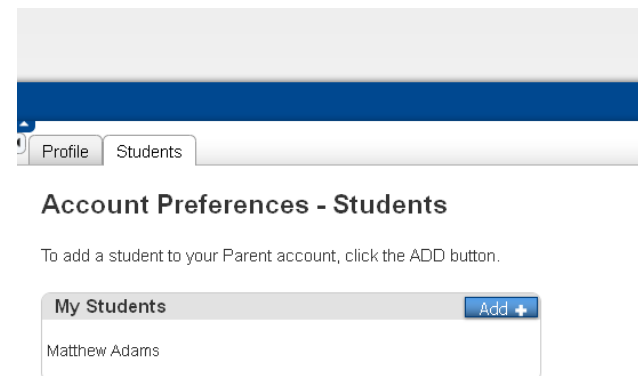 Profile
Students
Account Preferences - Students
To add a student to your Parent account, click the ADD button.
My Students
Add
Matthew Adams